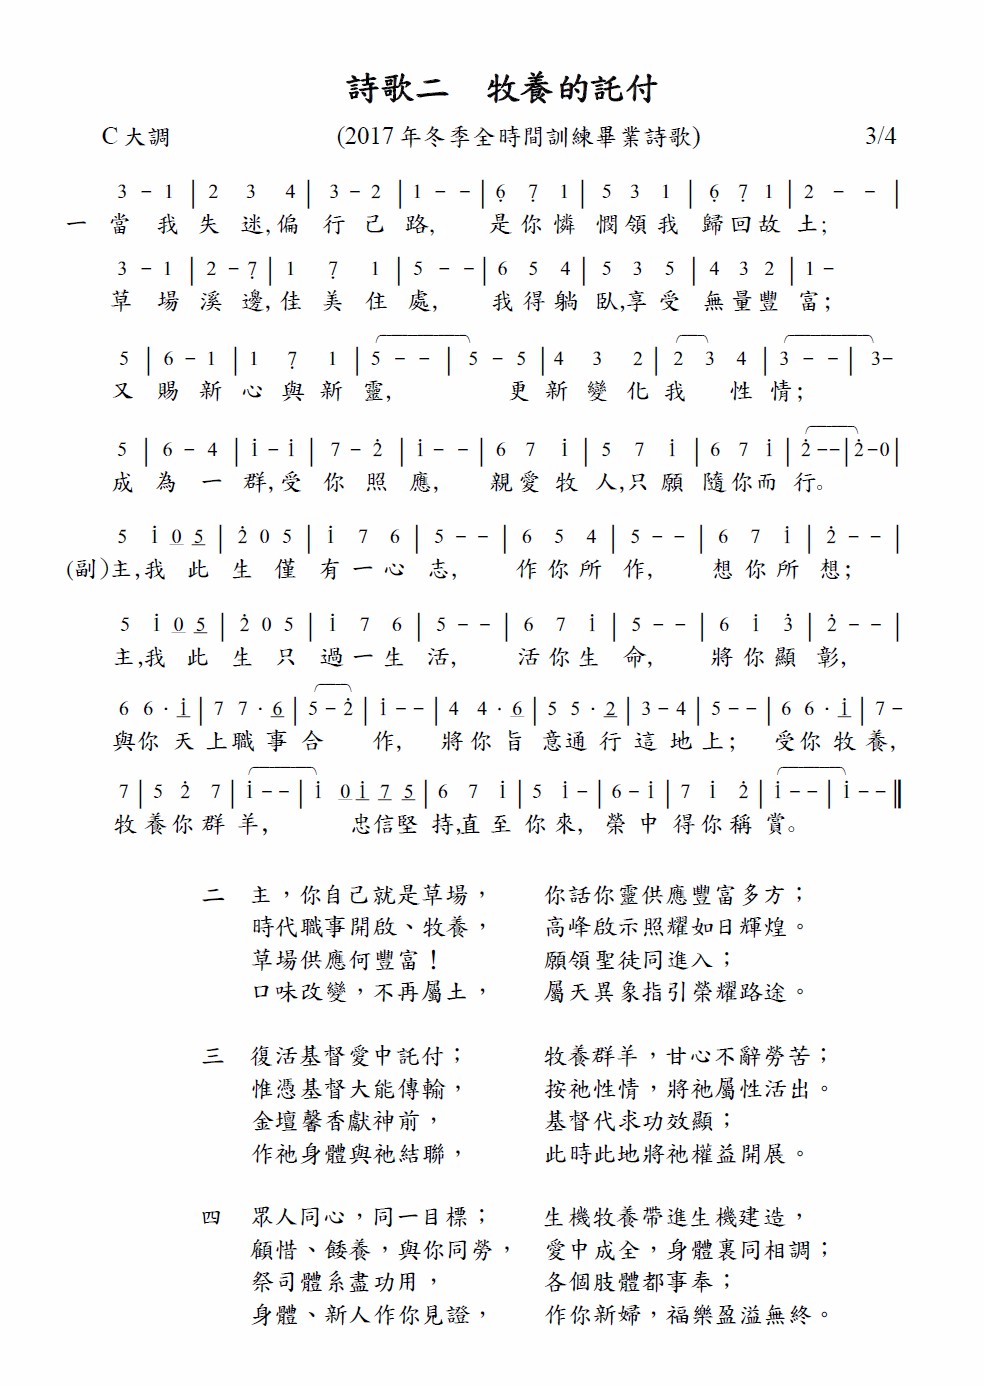 詩歌二　牧養的託付
C大調 (2017年冬季全時間訓練畢業詩歌) 3/4
3 - 1 | 2 3 4 | 3 - 2 | 1 - - | 6̣ 7̣ 1 | 5 3 1 | 6̣ 7̣ 1 | 2 - - |
一 當我失迷,偏行己路, 是你憐憫領我歸回故土;
3 - 1 | 2 - 7̣ | 1 7̣ 1 | 5 - - | 6 5 4 | 5 3 5 | 4 3 2 | 1 -
草場溪邊,佳美住處, 我得躺臥,享受無量豐富;
5 | 6 - 1 | 1 7̣ 1 | 5 - - | 5 - 5 | 4 3 2 | 2 3 4 | 3 - - | 3-
又賜新心與新靈, 更新變化我性情;
5 | 6 - 4 | 1̇ - 1̇ | 7 - 2̇ | 1̇ - - | 6 7 1̇ | 5 7 1̇ | 6 7 1̇ | 2̇ - - | 2̇ - 0 |
成為一群,受你照應, 親愛牧人,只願隨你而行。
5 1̇ 0 5 | 2̇ 0 5 | 1̇ 7 6 | 5 - - | 6 5 4 | 5 - - | 6 7 1̇ | 2̇ - - |
(副)主,我此生僅有一心志, 作你所作, 想你所想;
5 1̇ 0 5 | 2̇ 0 5 | 1̇ 7 6 | 5 - - | 6 7 1̇ | 5 - - | 6 1̇ 3̇ | 2̇ - - |
主,我此生只過一生活, 活你生命, 將你顯彰,
6 6 · 1̇ | 7 7 · 6 | 5 - 2̇ | 1̇ - - | 4 4 · 6 | 5 5 · 2 | 3 - 4 | 5 - - | 6 6 · 1̇ | 7 -
與你天上職事合作, 將你旨意通行這地上; 受你牧養,
7 | 5 2̇ 7 | 1̇ - - | 1̇ 0 1̇ 7 5 | 6 7 1̇ | 5 1̇ - | 6 - 1̇ | 7 1̇ 2̇ | 1̇ - - | 1̇ - - ‖
牧養你群羊, 忠信堅持,直至你來, 榮中得你稱賞。
二 主，你自己就是草場， 你話你靈供應豐富多方；
時代職事開啟、牧養， 高峰啟示照耀如日輝煌。
草場供應何豐富！ 願領聖徒同進入；
口味改變，不再屬土， 屬天異象指引榮耀路途。
三 復活基督愛中託付； 牧養群羊，甘心不辭勞苦；
惟憑基督大能傳輸， 按祂性情，將祂屬性活出。
金壇馨香獻神前， 基督代求功效顯；
作祂身體與祂結聯， 此時此地將祂權益開展。
四 眾人同心，同一目標； 生機牧養帶進生機建造，
顧惜、餧養，與你同勞， 愛中成全，身體裏同相調；
祭司體系盡功用， 各個肢體都事奉；
身體、新人作你見證， 作你新婦，福樂盈溢無終。